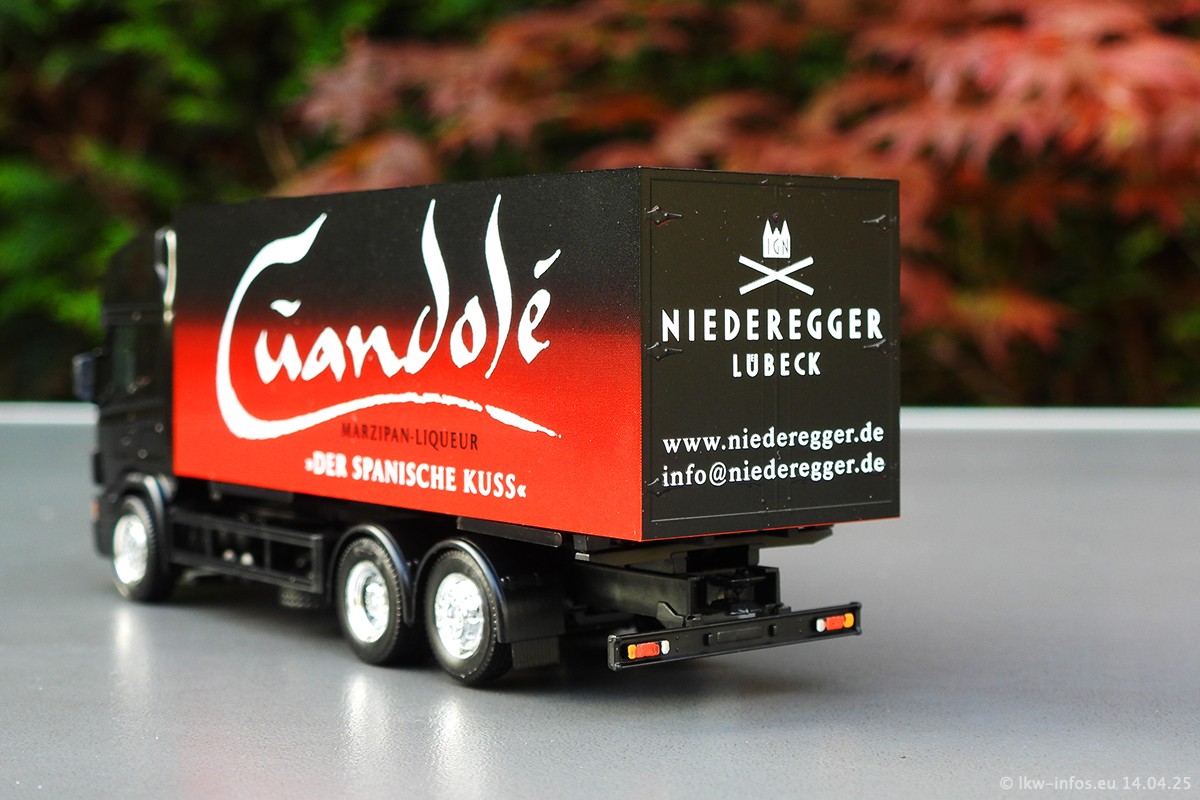 Cüandolé
MARZIPAN-LIQUEUR
»DER SPANISCHE KUSS«
IGN
NIEDEREGGER
LÜBECK
www.niederegger.de
info@niederegger.de
© lkw-infos.eu 14.04.25